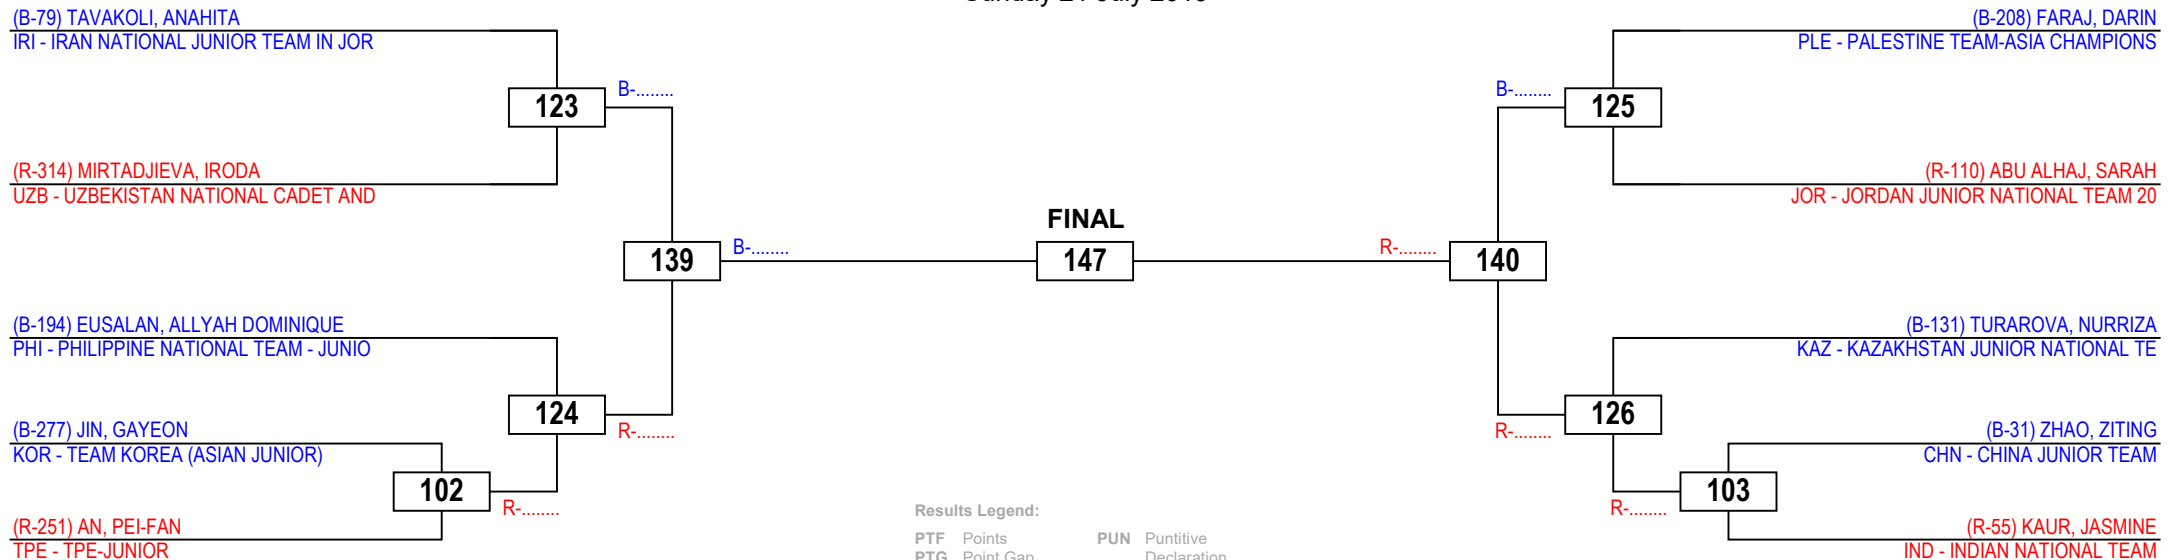 Sunday 21 July 2019
(B-79) TAVAKOLI, ANAHITA
IRI - IRAN NATIONAL JUNIOR TEAM IN JOR
123
B-........
(R-314) MIRTADJIEVA, IRODA
UZB - UZBEKISTAN NATIONAL CADET AND
139
B-........
(B-194) EUSALAN, ALLYAH DOMINIQUE
PHI - PHILIPPINE NATIONAL TEAM - JUNIO
124
R-........
(B-277) JIN, GAYEON
KOR - TEAM KOREA (ASIAN JUNIOR)
102
R-........
(R-251) AN, PEI-FAN
TPE - TPE-JUNIOR
FINAL
147
(B-208) FARAJ, DARIN
PLE - PALESTINE TEAM-ASIA CHAMPIONS
B-........
125
(R-110) ABU ALHAJ, SARAH
JOR - JORDAN JUNIOR NATIONAL TEAM 20
R-........
140
(B-131) TURAROVA, NURRIZA
KAZ - KAZAKHSTAN JUNIOR NATIONAL TE
R-........
126
(B-31) ZHAO, ZITING
CHN - CHINA JUNIOR TEAM
R-........
103
(R-55) KAUR, JASMINE
IND - INDIAN NATIONAL TEAM
Results Legend:
PTF Points PUN Puntitive
PTG Point Gap Declaration